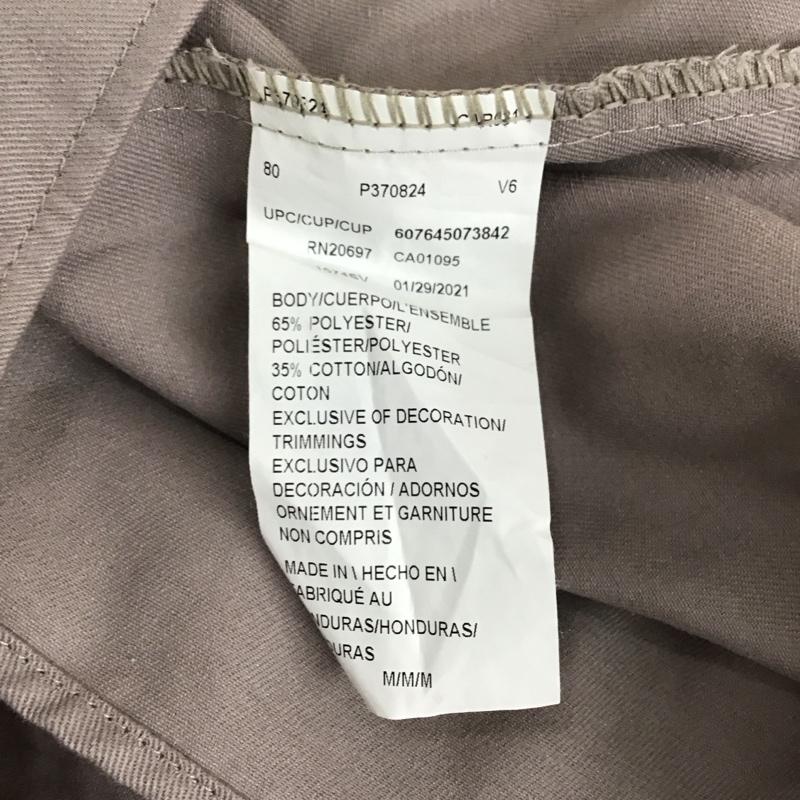 80 P370824 V6
UPC/CUP/CUP 607645073842
RN20697 CA01095
01/29/2021
BODY/CUERPO/L'ENSEMBLE
65% POLYESTER/
POLIÉSTER/POLYESTER
35% COTTON/ALGODÓN/
COTON
EXCLUSIVE OF DECORATION/
TRIMMINGS
EXCLUSIVO PARA
DECORACIÓN / ADORNOS
ORNEMENT ET GARNITURE
NON COMPRIS
MADE IN \ HECHO EN \
FABRIQUÉ AU
NDURAS/HONDURAS/
URAS
M/M/M